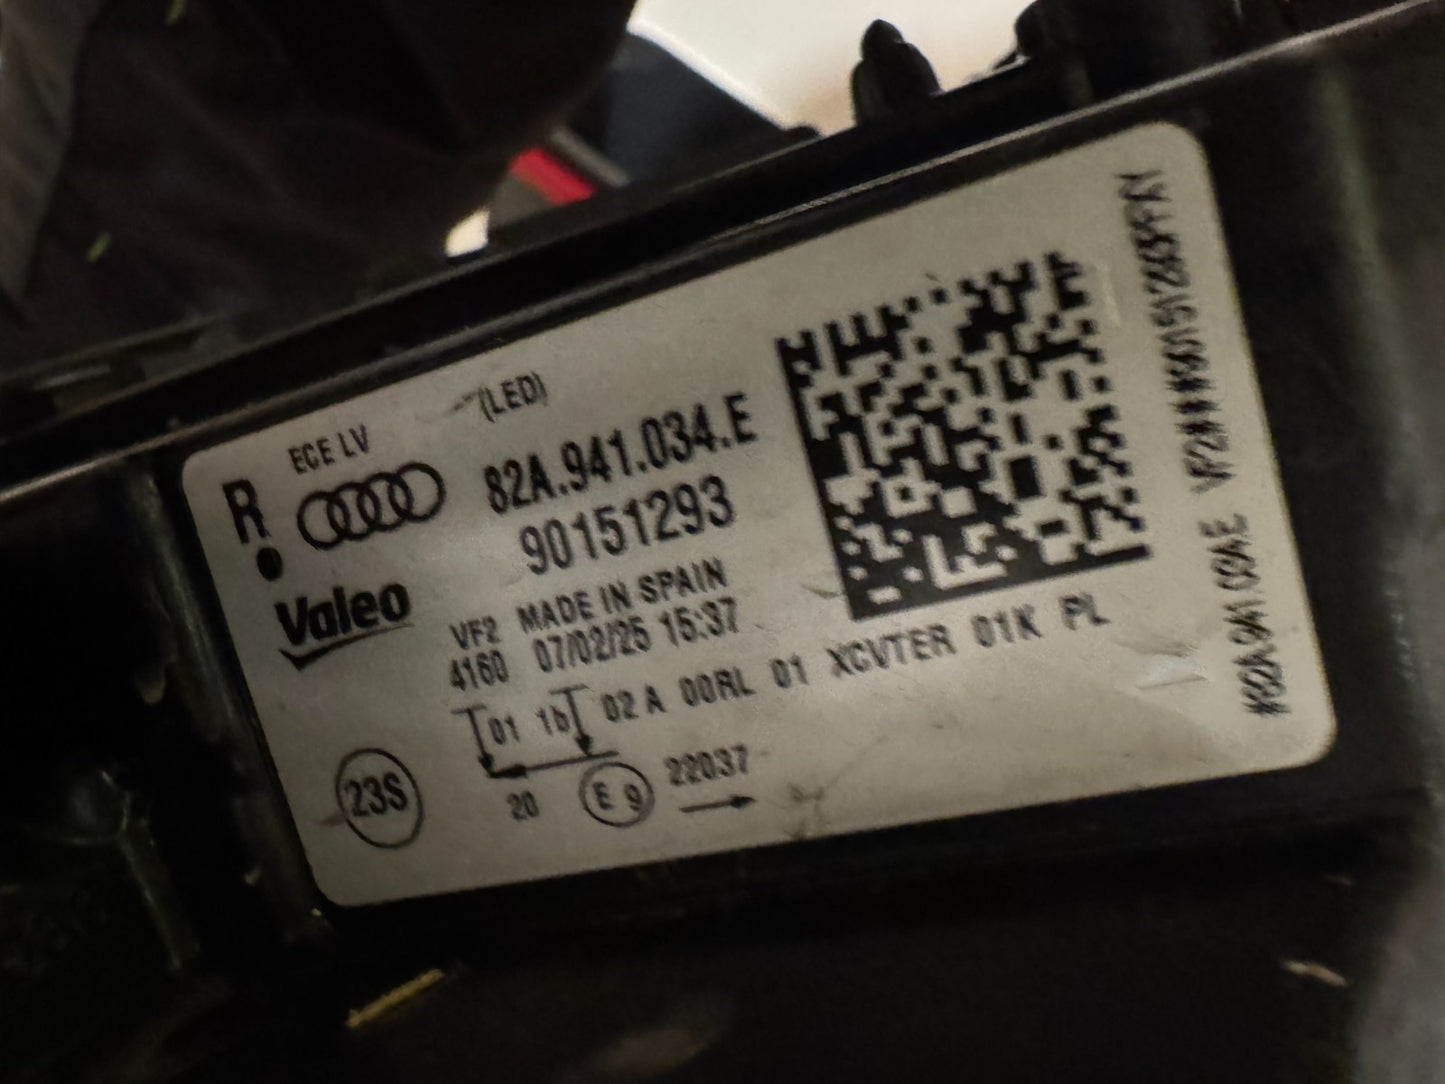 ECE LV (LED)
R
82A.941.034.E
90151293
Valeo
VF2 MADE IN SPAIN
4160 07/02/25 15:37
01 1b 02 A 00RL 01 XCVTER 01K PL
23S
20
E 9
22037